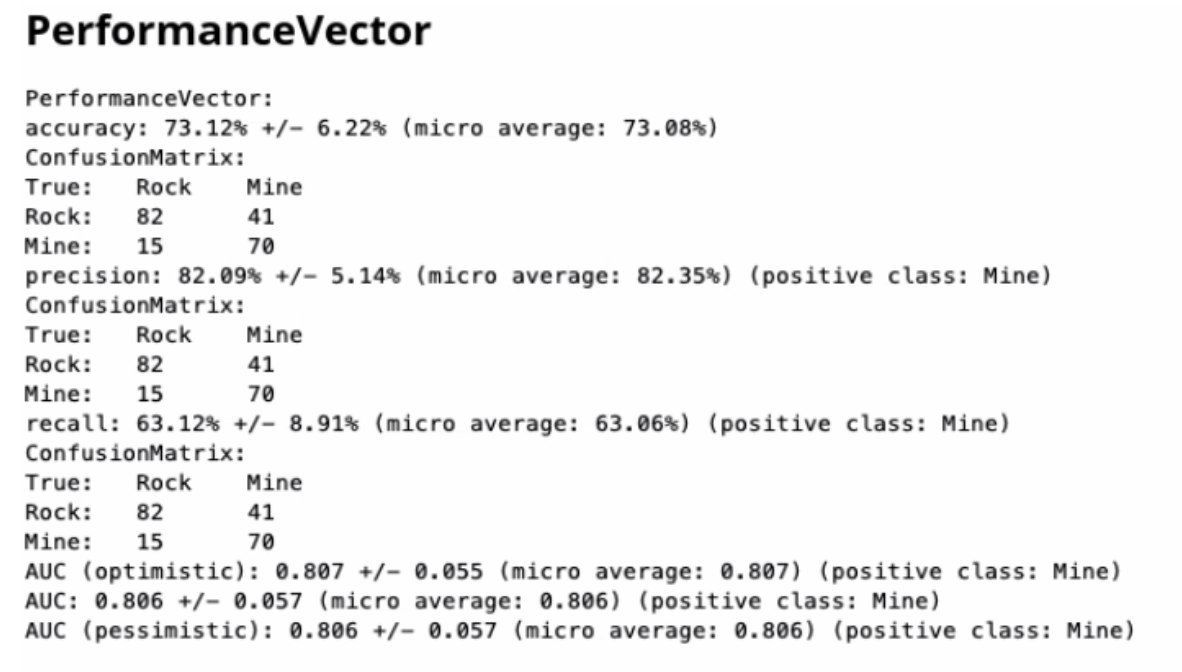 PerformanceVector
PerformanceVector:
accuracy: 73.12% +/- 6.22% (micro average: 73.08%)
ConfusionMatrix:
True: Rock Mine
Rock: 82 41
Mine: 15 70
precision: 82.09% +/- 5.14% (micro average: 82.35%) (positive class: Mine)
ConfusionMatrix:
True: Rock Mine
Rock: 82 41
Mine: 15 70
recall: 63.12% +/- 8.91% (micro average: 63.06%) (positive class: Mine)
ConfusionMatrix:
True: Rock Mine
Rock: 82 41
Mine: 15 70
AUC (optimistic): 0.807 +/- 0.055 (micro average: 0.807) (positive class: Mine)
AUC: 0.806 +/- 0.057 (micro average: 0.806) (positive class: Mine)
AUC (pessimistic): 0.806 +/- 0.057 (micro average: 0.806) (positive class: Mine)